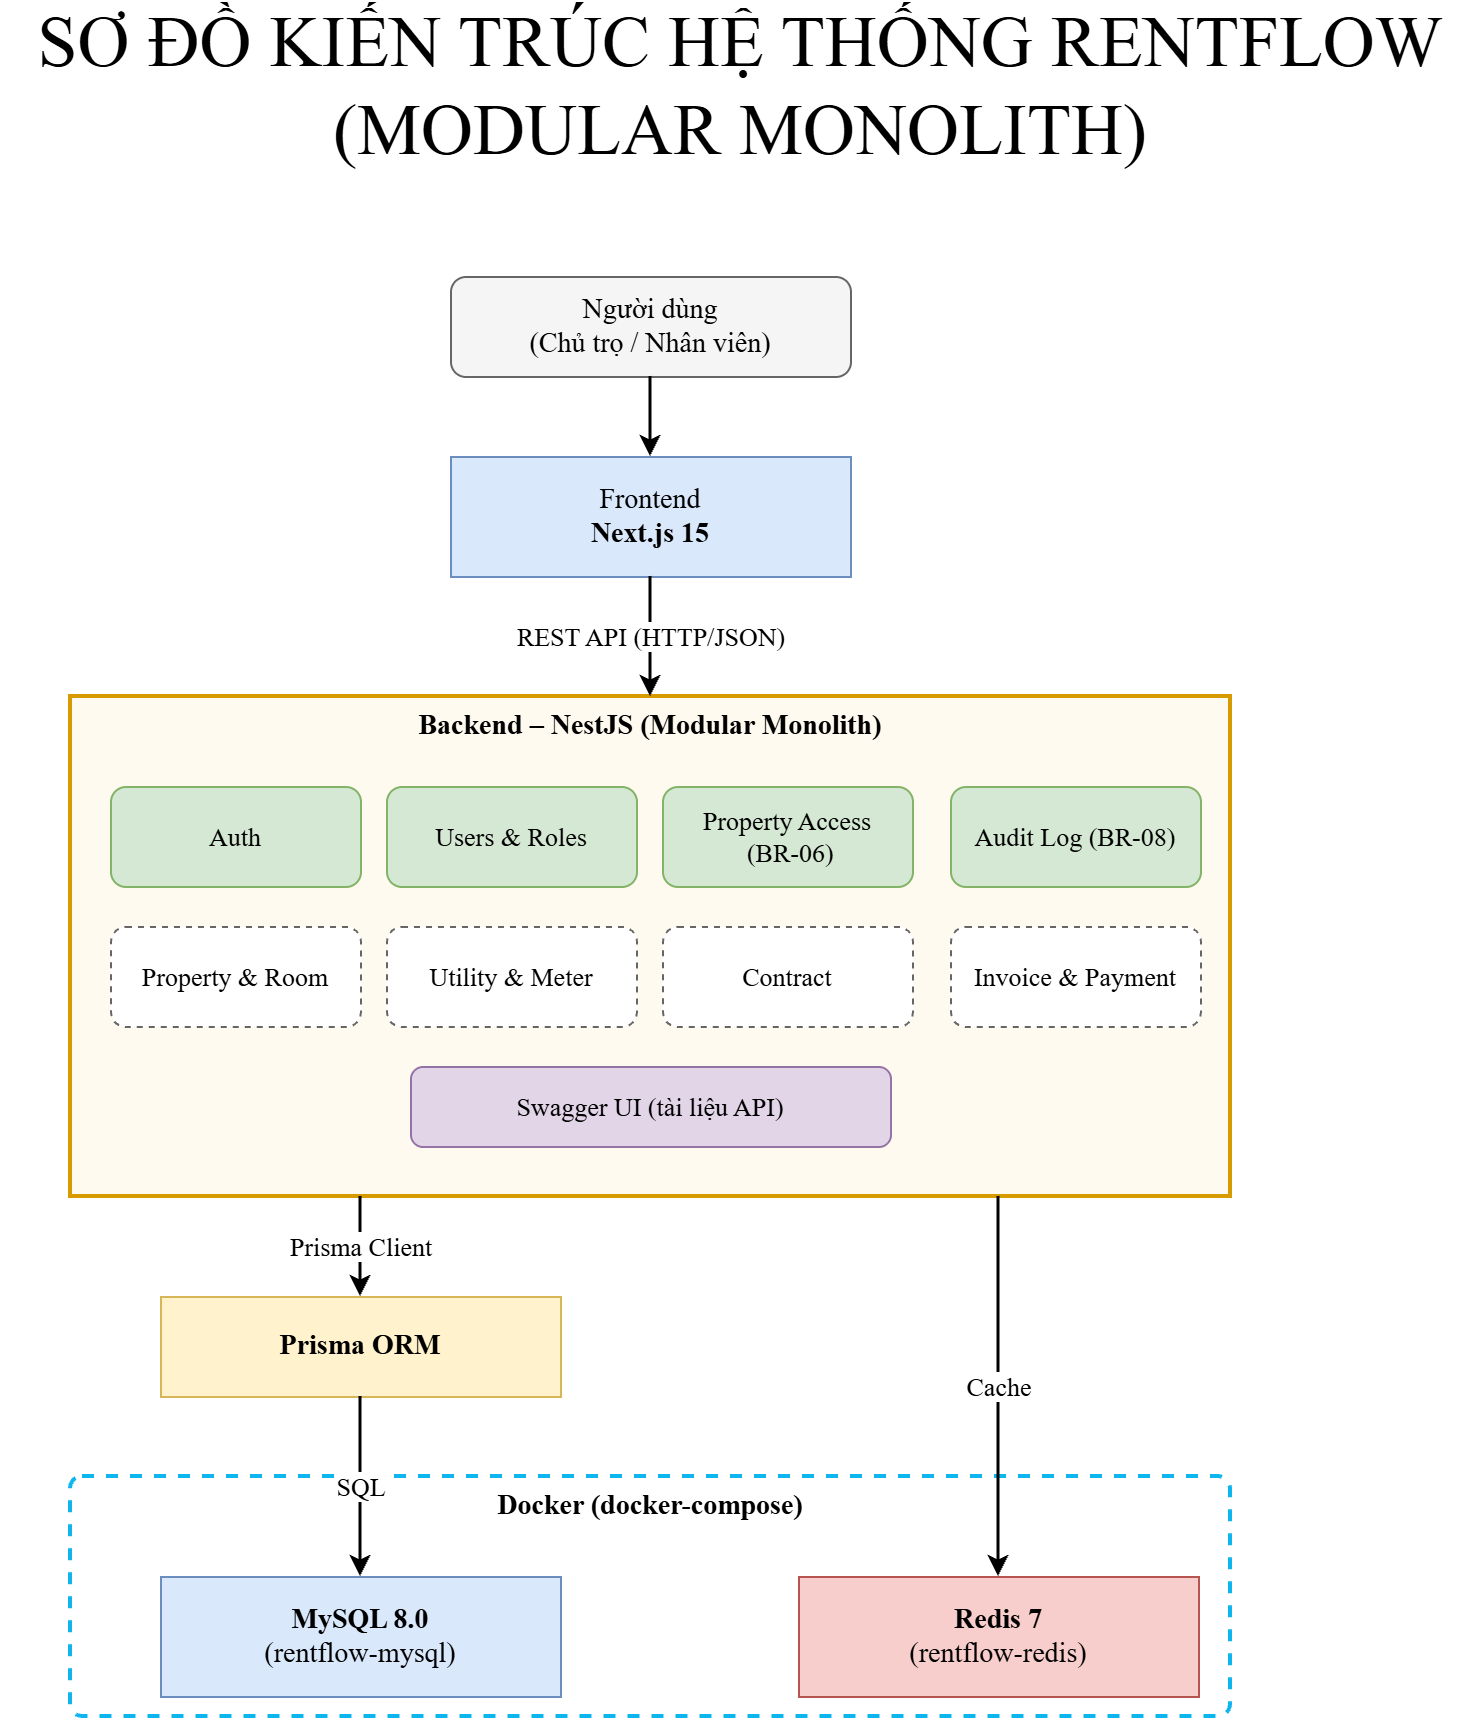 SƠ ĐỒ KIẾN TRÚC HỆ THỐNG RENTFLOW
(MODULAR MONOLITH)
Người dùng
(Chủ trọ / Nhân viên)
Frontend
Next.js 15
REST API (HTTP/JSON)
Backend – NestJS (Modular Monolith)
Auth
Users & Roles
Property Access
(BR-06)
Audit Log (BR-08)
Property & Room
Utility & Meter
Contract
Invoice & Payment
Swagger UI (tài liệu API)
Prisma Client
Prisma ORM
Cache
SQL
Docker (docker-compose)
MySQL 8.0
(rentflow-mysql)
Redis 7
(rentflow-redis)